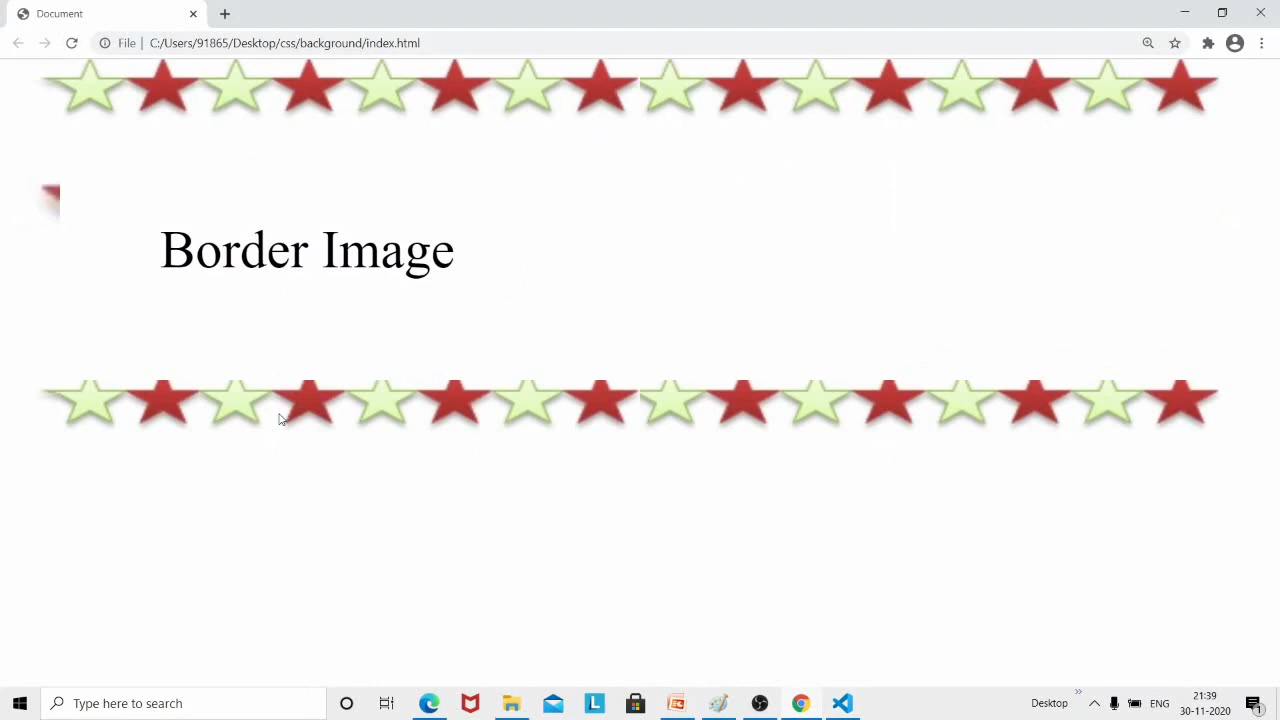 Document
File
C:/Users/91865/Desktop/css/background/index.html
Border Image
Type here to search
L
Desktop
ENG
21:39
30-11-2020
1